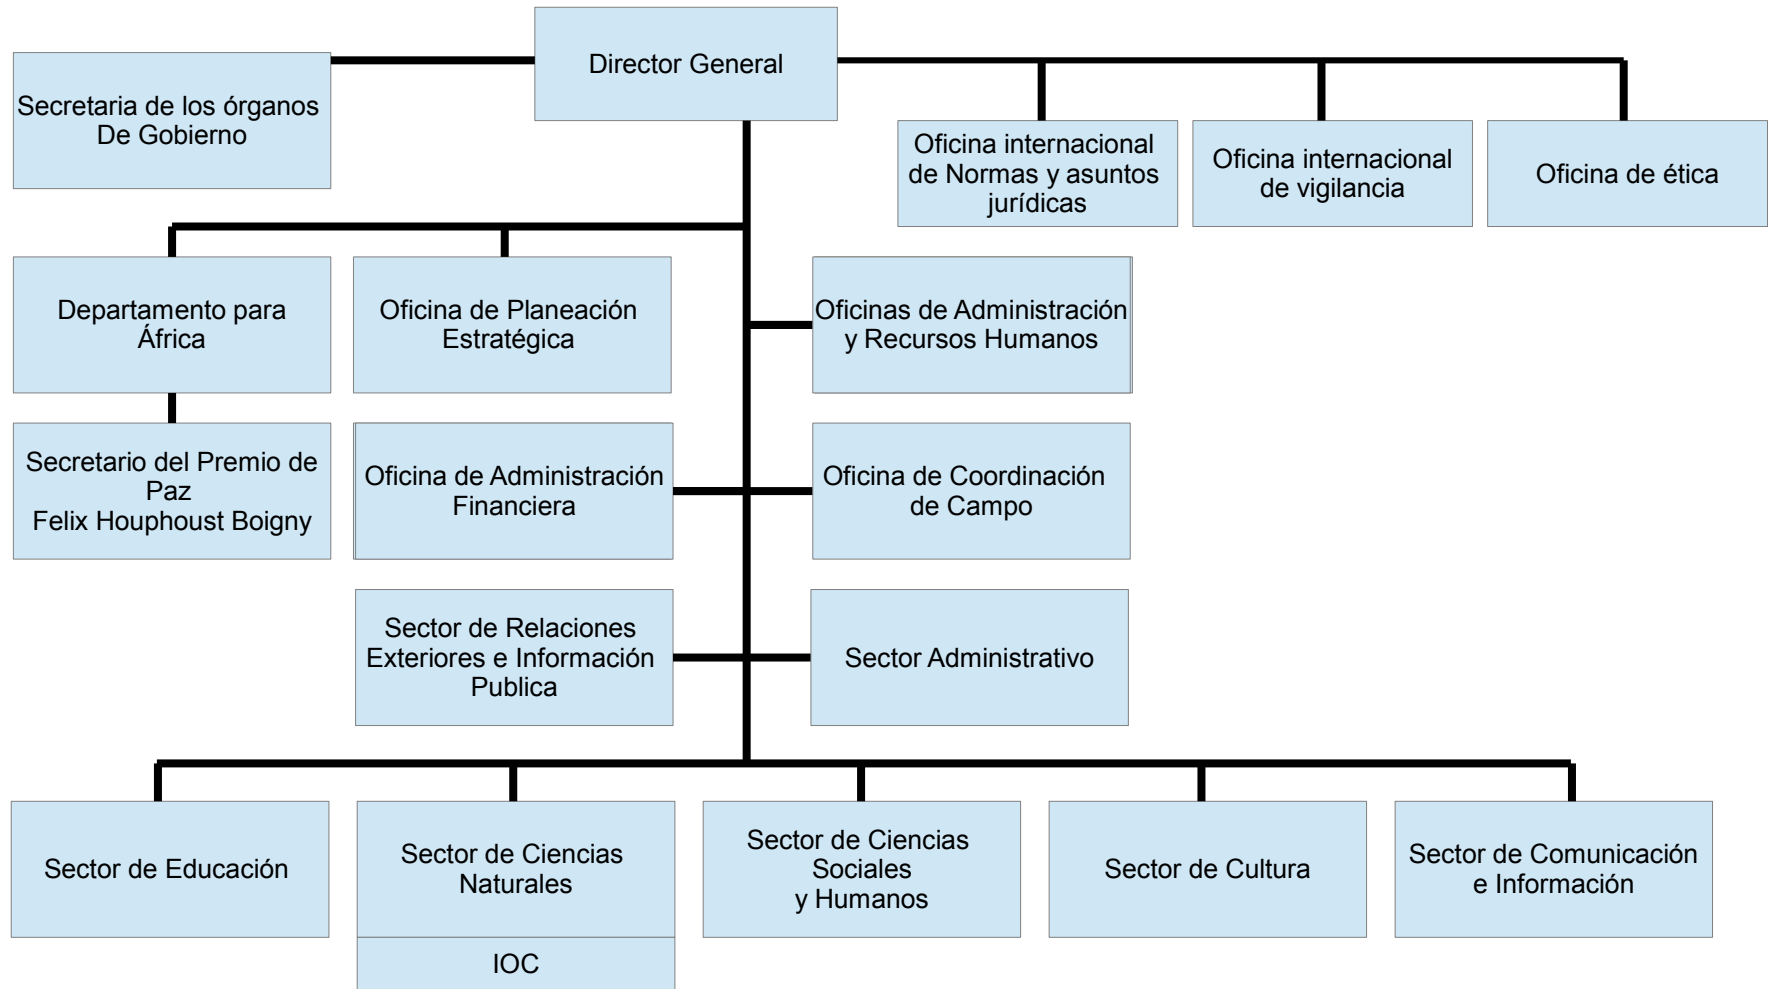 Director General
Secretaria de los órganos
De Gobierno
Oficina internacional
de Normas y asuntos
jurídicas
Oficina internacional
de vigilancia
Oficina de ética
Departamento para
África
Oficina de Planeación
Estratégica
Oficinas de Administración
y Recursos Humanos
Secretario del Premio de
Paz
Felix Houphoust Boigny
Oficina de Administración
Financiera
Oficina de Coordinación
de Campo
Sector de Relaciones
Exteriores e Información
Publica
Sector Administrativo
Sector de Educación
Sector de Ciencias
Naturales
IOC
Sector de Ciencias
Sociales
y Humanos
Sector de Cultura
Sector de Comunicación
e Información